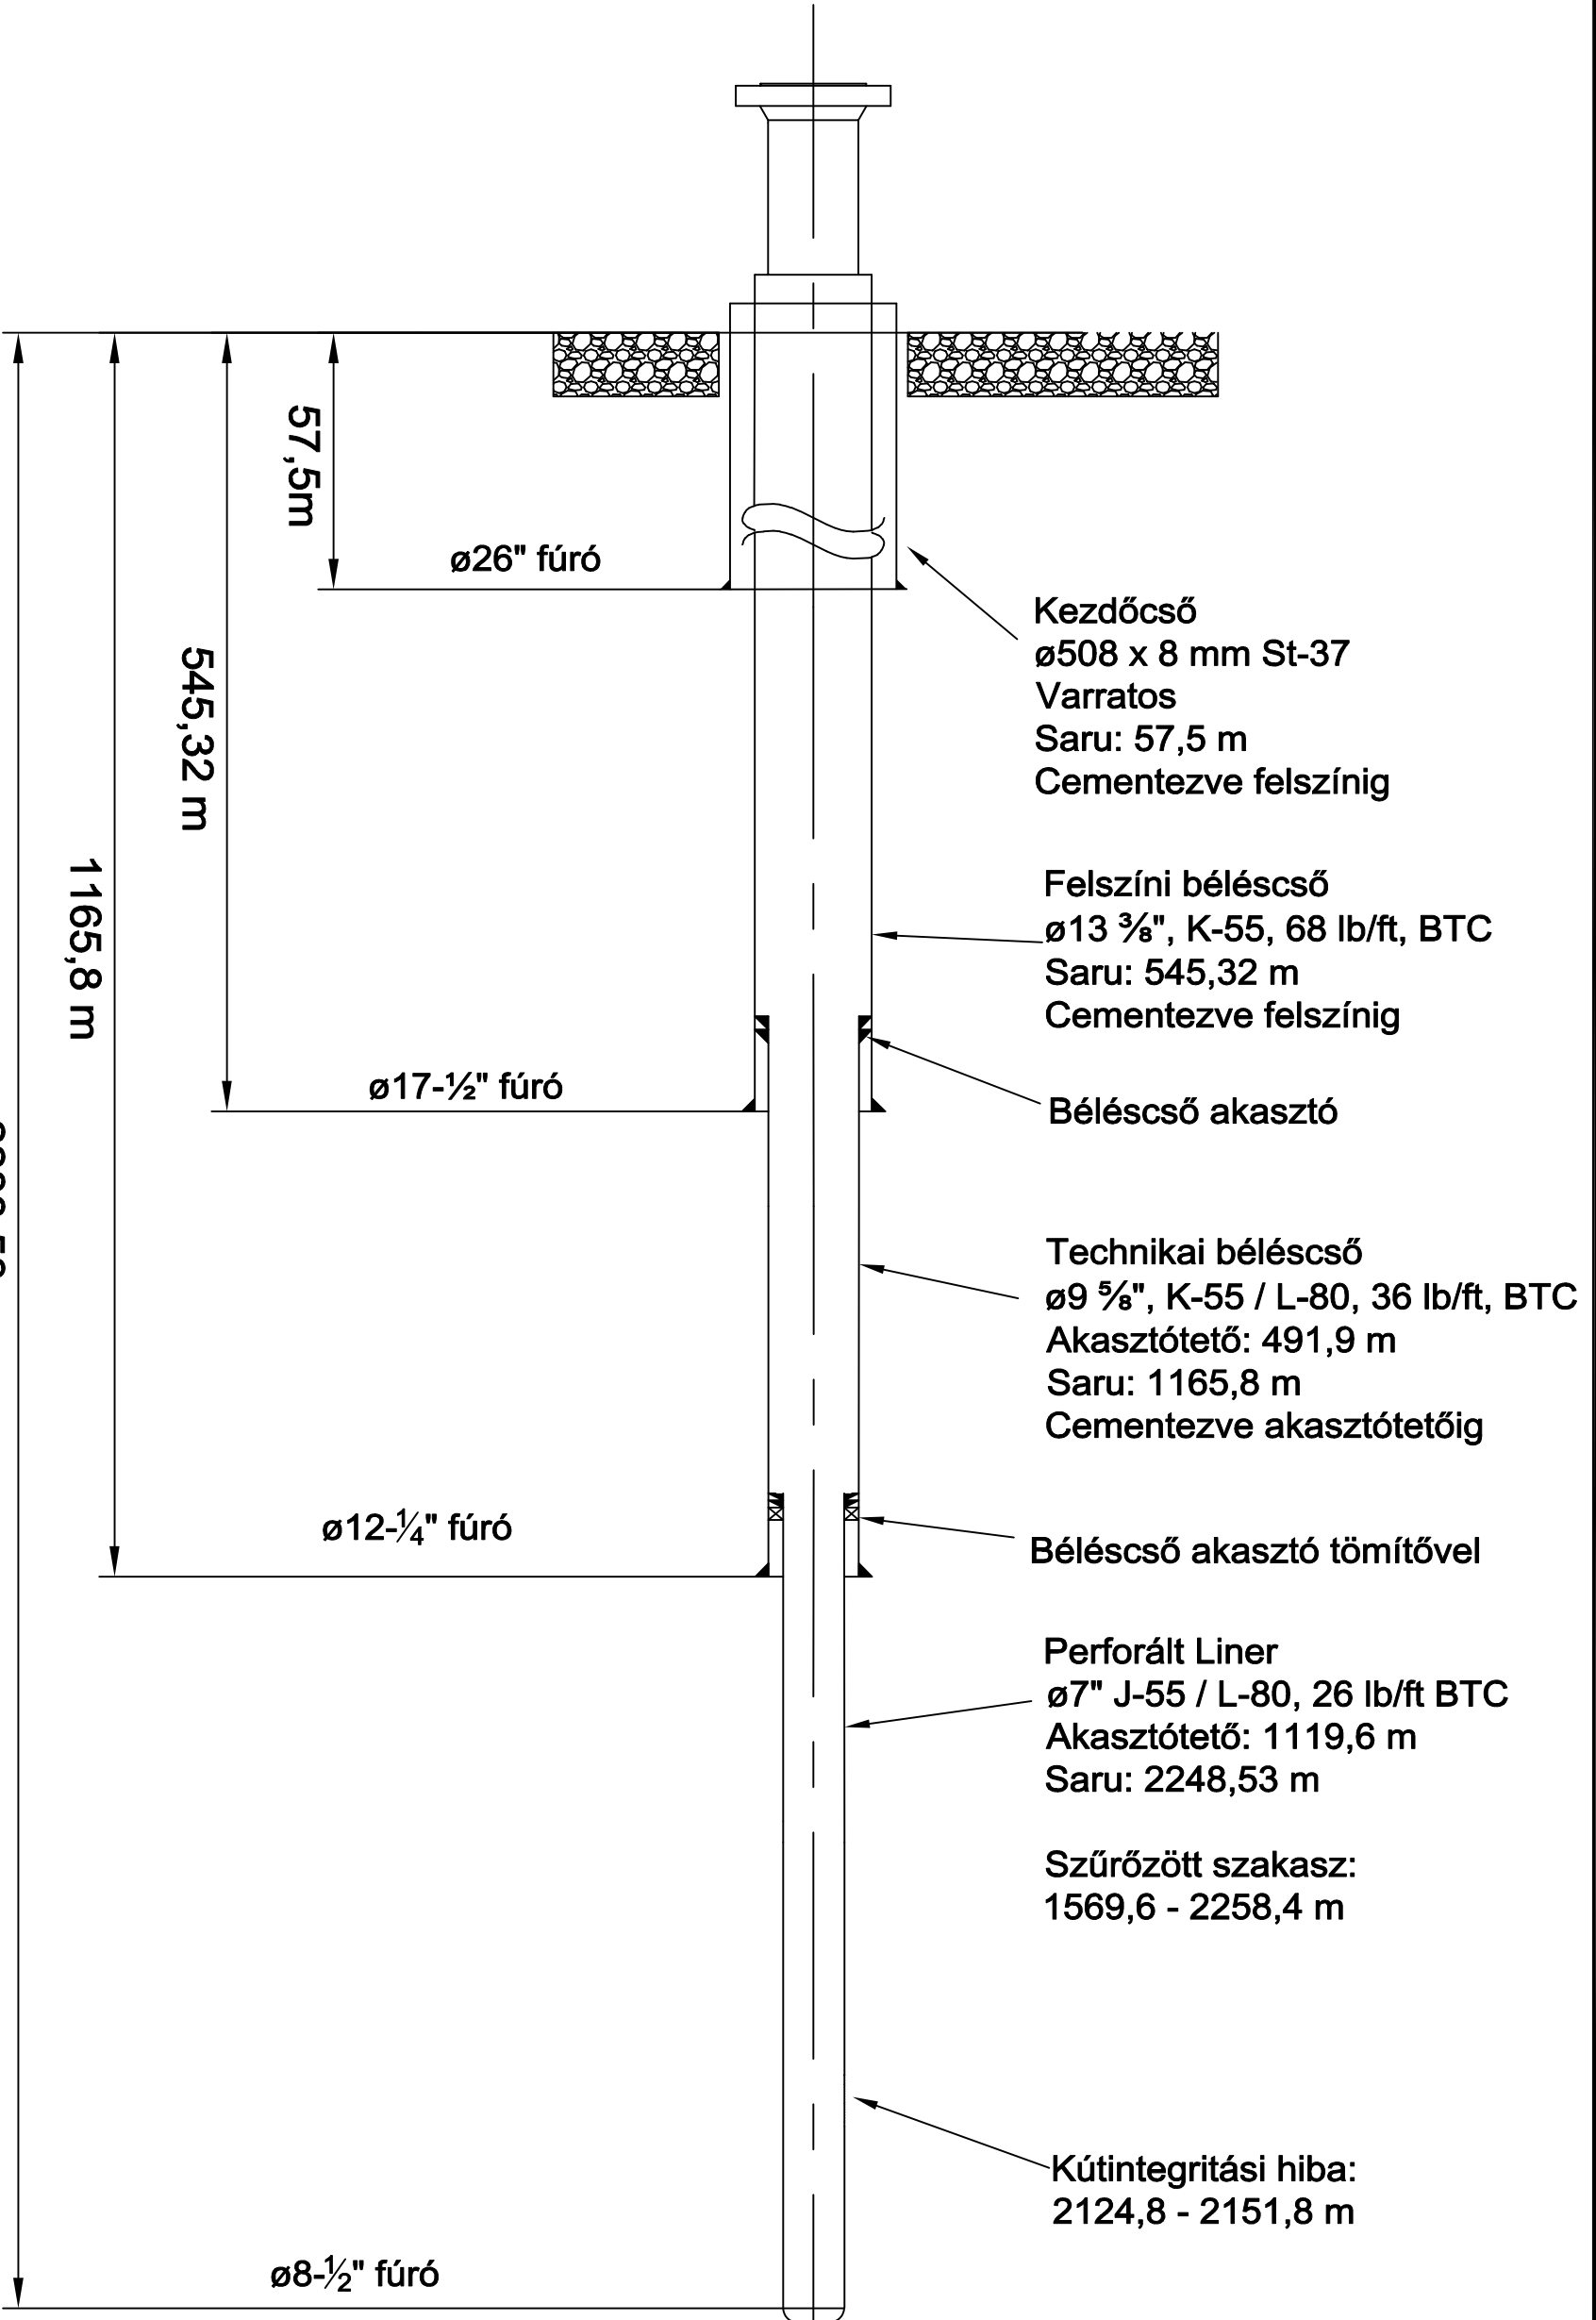 57,5m
ø26" fúró
Kezdőcső
ø508 x 8 mm St-37
Varratos
Saru: 57,5 m
Cementezve felszínig
545,32 m
1165,8 m
Felszíni béléscső
ø13 ⅜", K-55, 68 lb/ft, BTC
Saru: 545,32 m
Cementezve felszínig
ø17-½" fúró
Béléscső akasztó
Technikai béléscső
ø9 ⅝", K-55 / L-80, 36 lb/ft, BTC
Akasztótető: 491,9 m
Saru: 1165,8 m
Cementezve akasztótetőig
ø12-¼" fúró
Béléscső akasztó tömítővel
Perforált Liner
ø7" J-55 / L-80, 26 lb/ft BTC
Akasztótető: 1119,6 m
Saru: 2248,53 m
Szűrőzött szakasz:
1569,6 - 2258,4 m
Kútintegritási hiba:
2124,8 - 2151,8 m
ø8-½" fúró